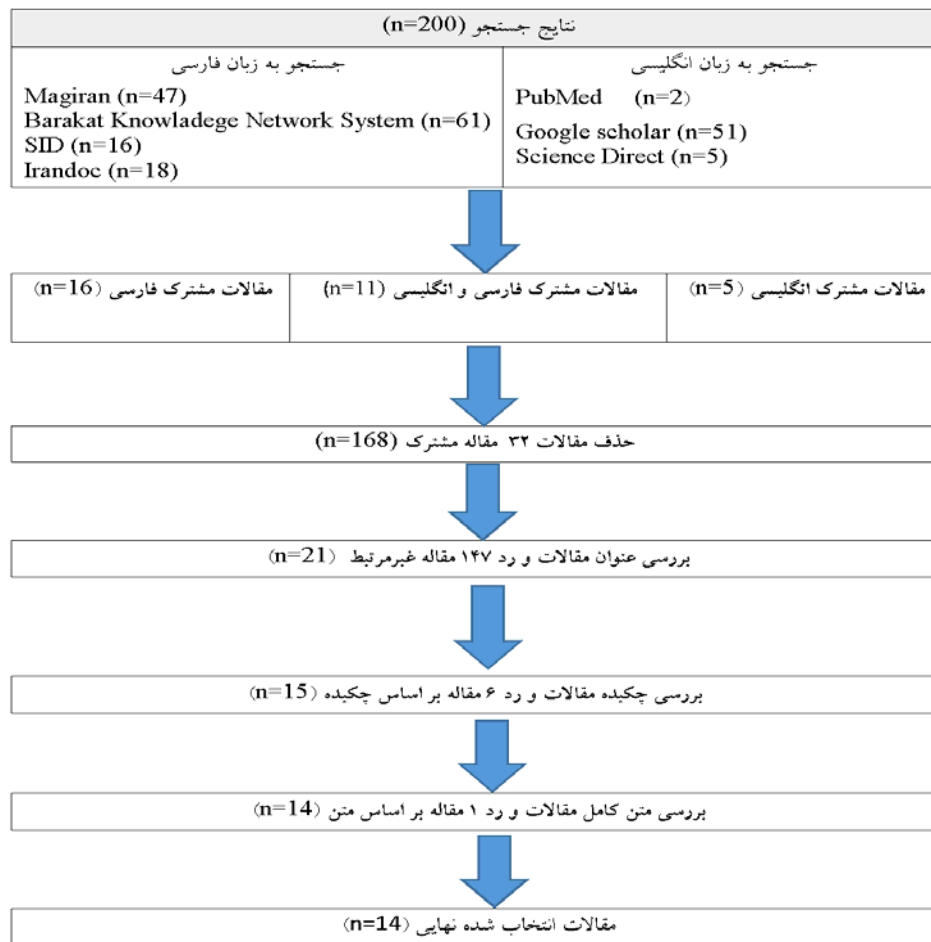 نتایج جستجو (n=200)
جستجو به زبان انگلیسی
PubMed (n=2)
Google scholar (n=51)
Science Direct (n=5)
جستجو به زبان فارسی
Magiran (n=47)
Barakat Knowladege Network System (n=61)
SID (n=16)
Irandoc (n=18)
مقالات مشترک انگلیسی (n=5)
مقالات مشترک فارسی و انگلیسی (n=11)
مقالات مشترک فارسی (n=16)
حذف مقالات ۳۲ مقاله مشترک (n=168)
بررسی عنوان مقالات و رد ۱۴۷ مقاله غیرمرتبط (n=21)
بررسی چکیده مقالات و رد ۶ مقاله بر اساس چکیده (n=15)
بررسی متن کامل مقالات و رد ۱ مقاله بر اساس متن (n=14)
مقالات انتخاب شده نهایی (n=14)